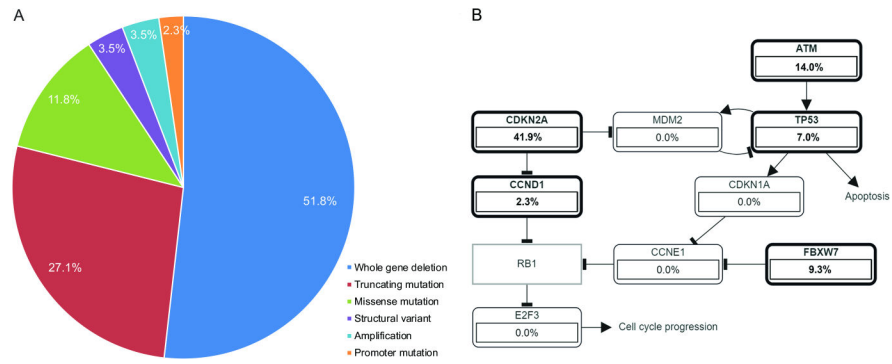 A
2.3%
3.5%
3.5%
11.8%
51.8%
27.1%
Whole gene deletion
Truncating mutation
Missense mutation
Structural variant
Amplification
Promoter mutation
B
ATM
14.0%
CDKN2A
41.9%
MDM2
0.0%
TP53
7.0%
CCND1
2.3%
CDKN1A
0.0%
Apoptosis
RB1
CCNE1
0.0%
FBXW7
9.3%
E2F3
0.0%
Cell cycle progression